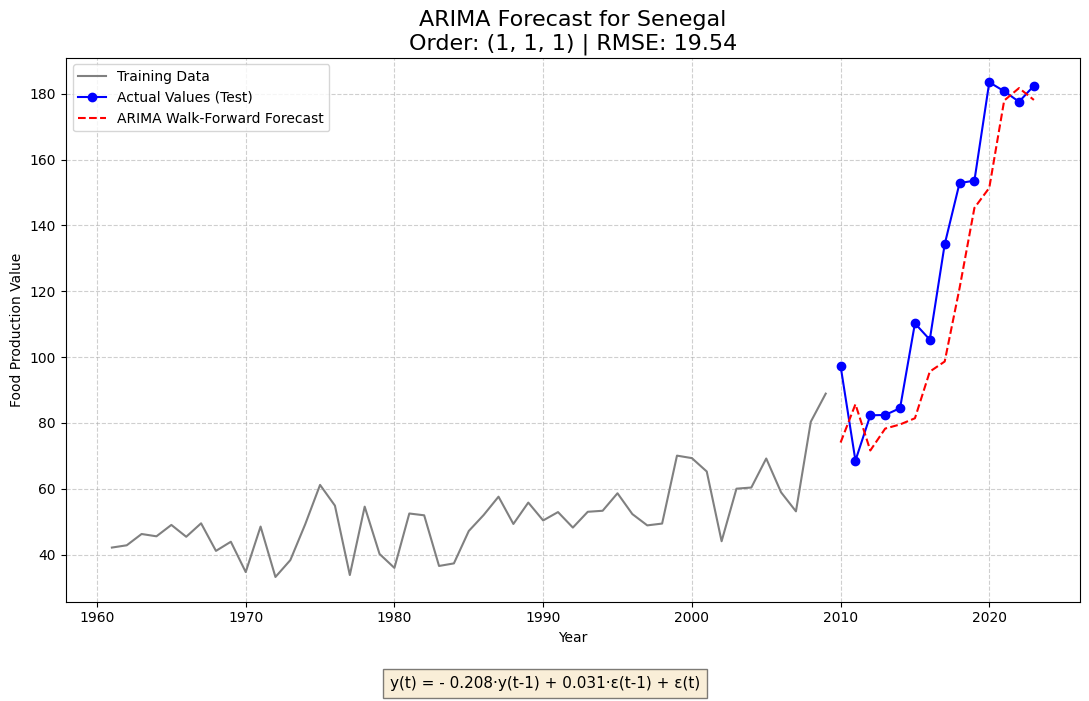 ARIMA Forecast for Senegal
Order: (1, 1, 1) | RMSE: 19.54
Training Data
Actual Values (Test)
ARIMA Walk-Forward Forecast
Food Production Value
180
160
140
120
100
80
60
40
1960 1970 1980 1990 2000 2010 2020
Year
y(t) = - 0.208·y(t-1) + 0.031·ε(t-1) + ε(t)